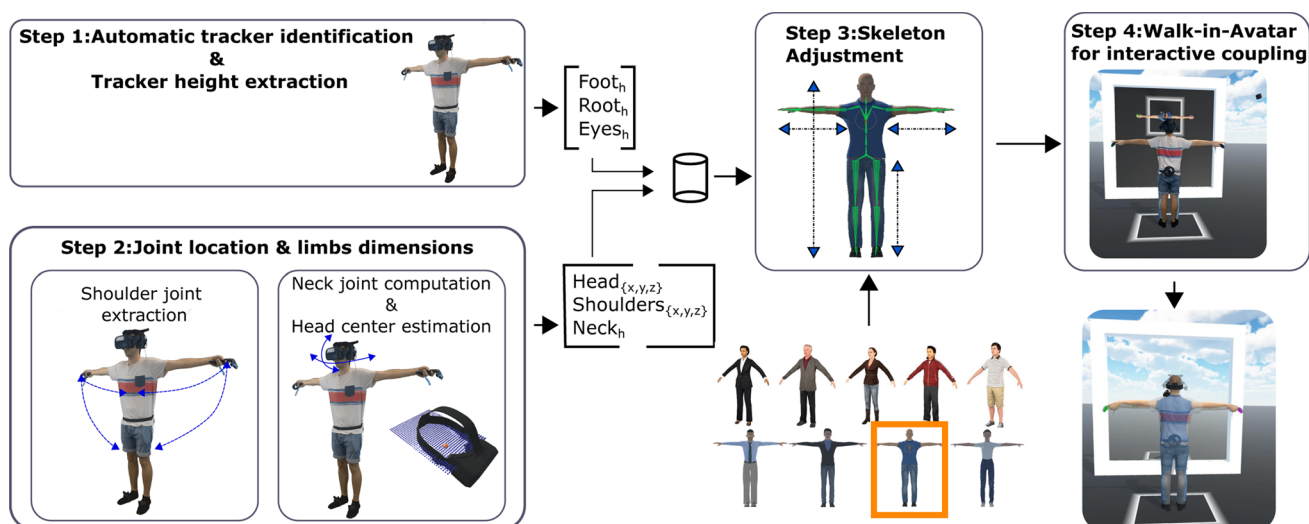 Step 1:Automatic tracker identification
&
Tracker height extraction
Foot_h
Root_h
Eyes_h
Step 2:Joint location & limbs dimensions
Shoulder joint
extraction
Neck joint computation
&
Head center estimation
Head_{x,y,z}
Shoulders_{x,y,z}
Neck_h
Step 3:Skeleton
Adjustment
Step 4:Walk-in-Avatar
for interactive coupling